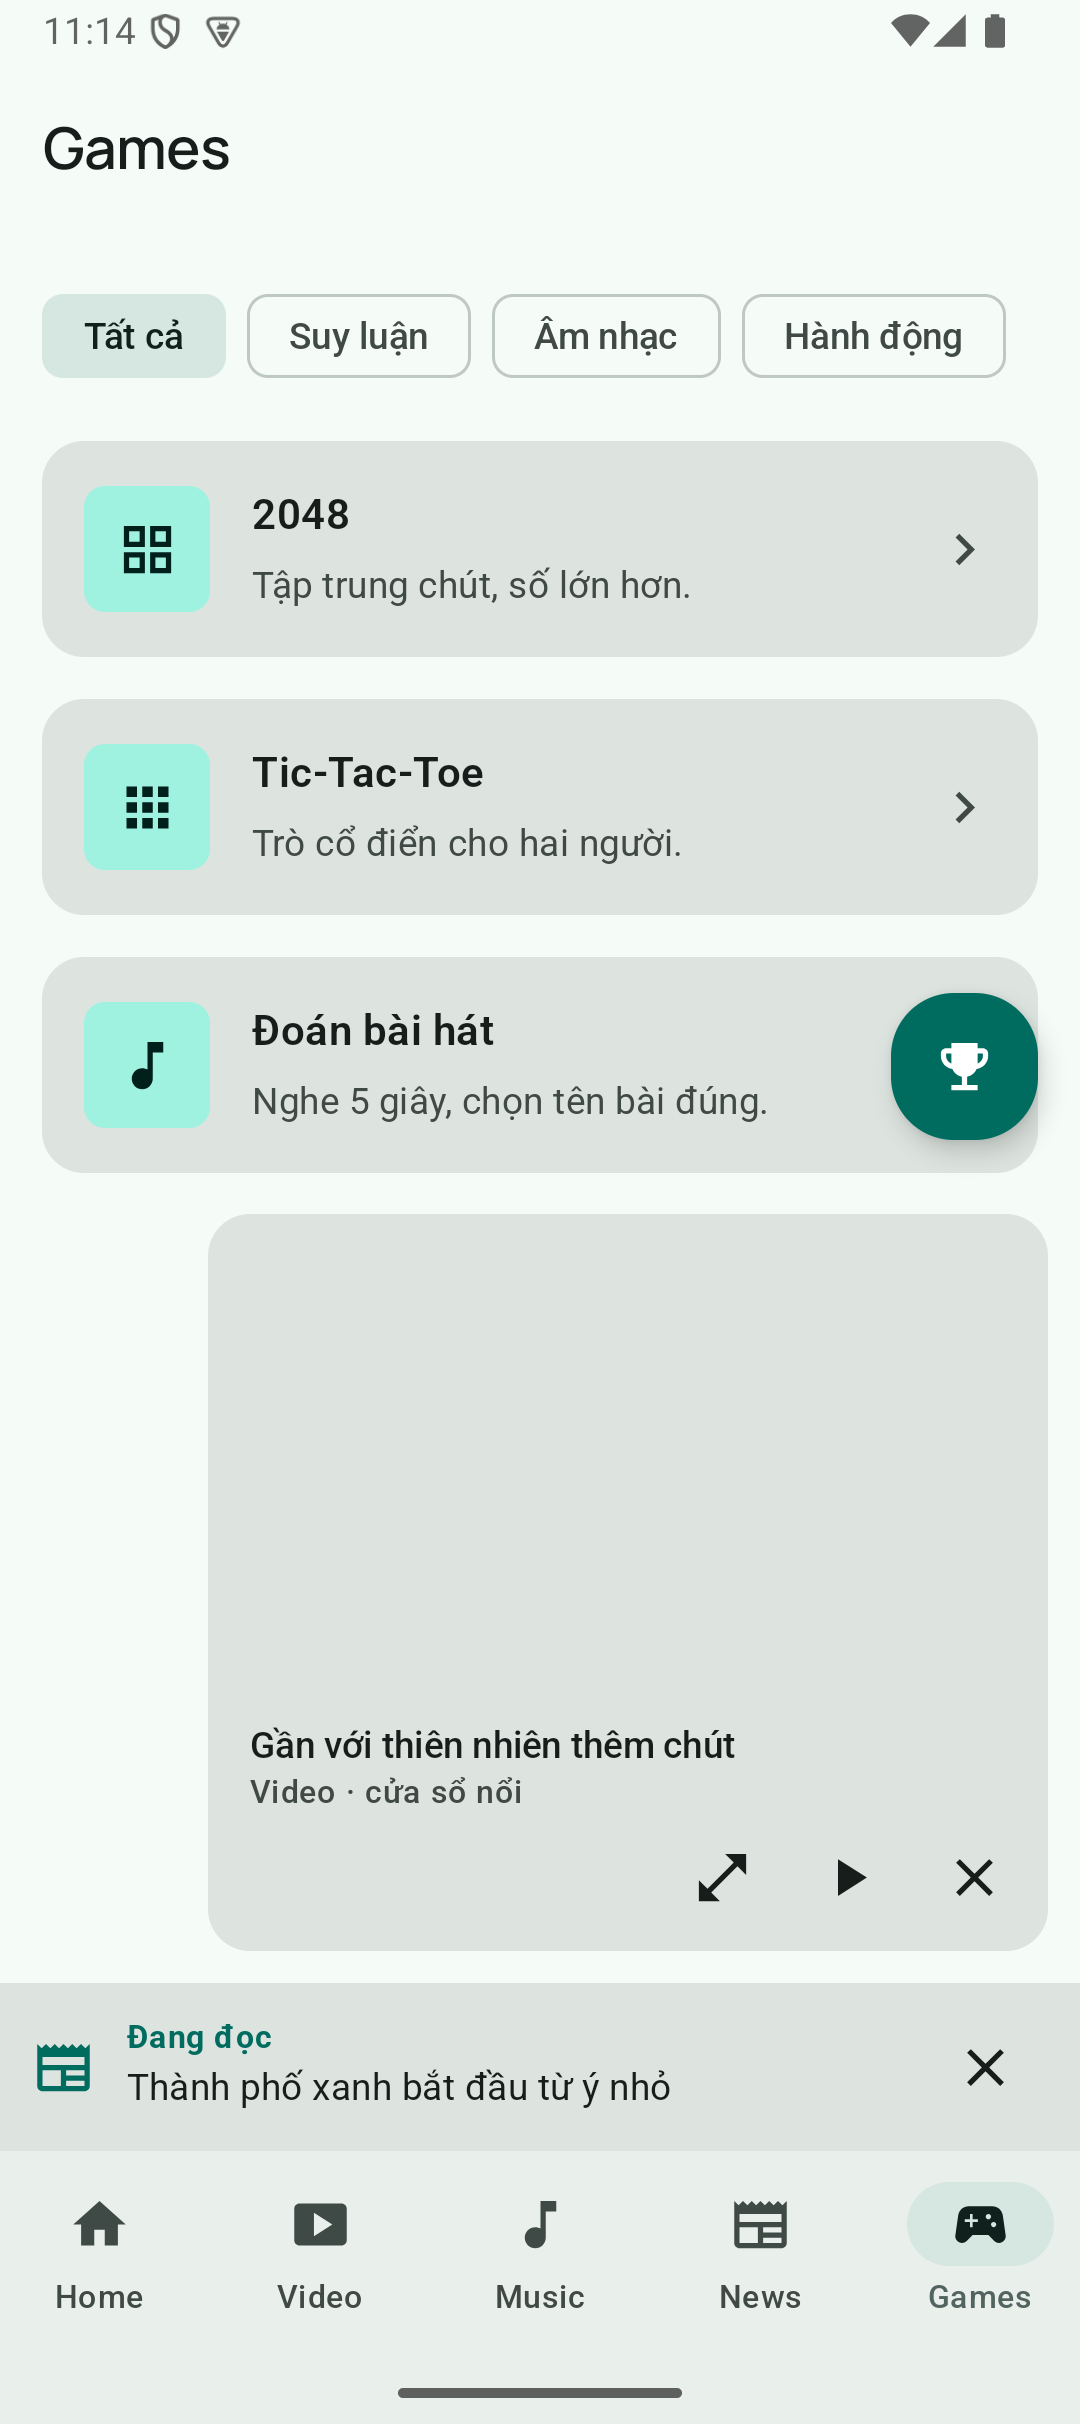 11:14
Games
Tất cả
Suy luận
Âm nhạc
Hành động
2048
Tập trung chút, số lớn hơn.
Tic-Tac-Toe
Trò cổ điển cho hai người.
Đoán bài hát
Nghe 5 giây, chọn tên bài đúng.
Gần với thiên nhiên thêm chút
Video · cửa sổ nổi
Đang đọc
Thành phố xanh bắt đầu từ ý nhỏ
Home
Video
Music
News
Games